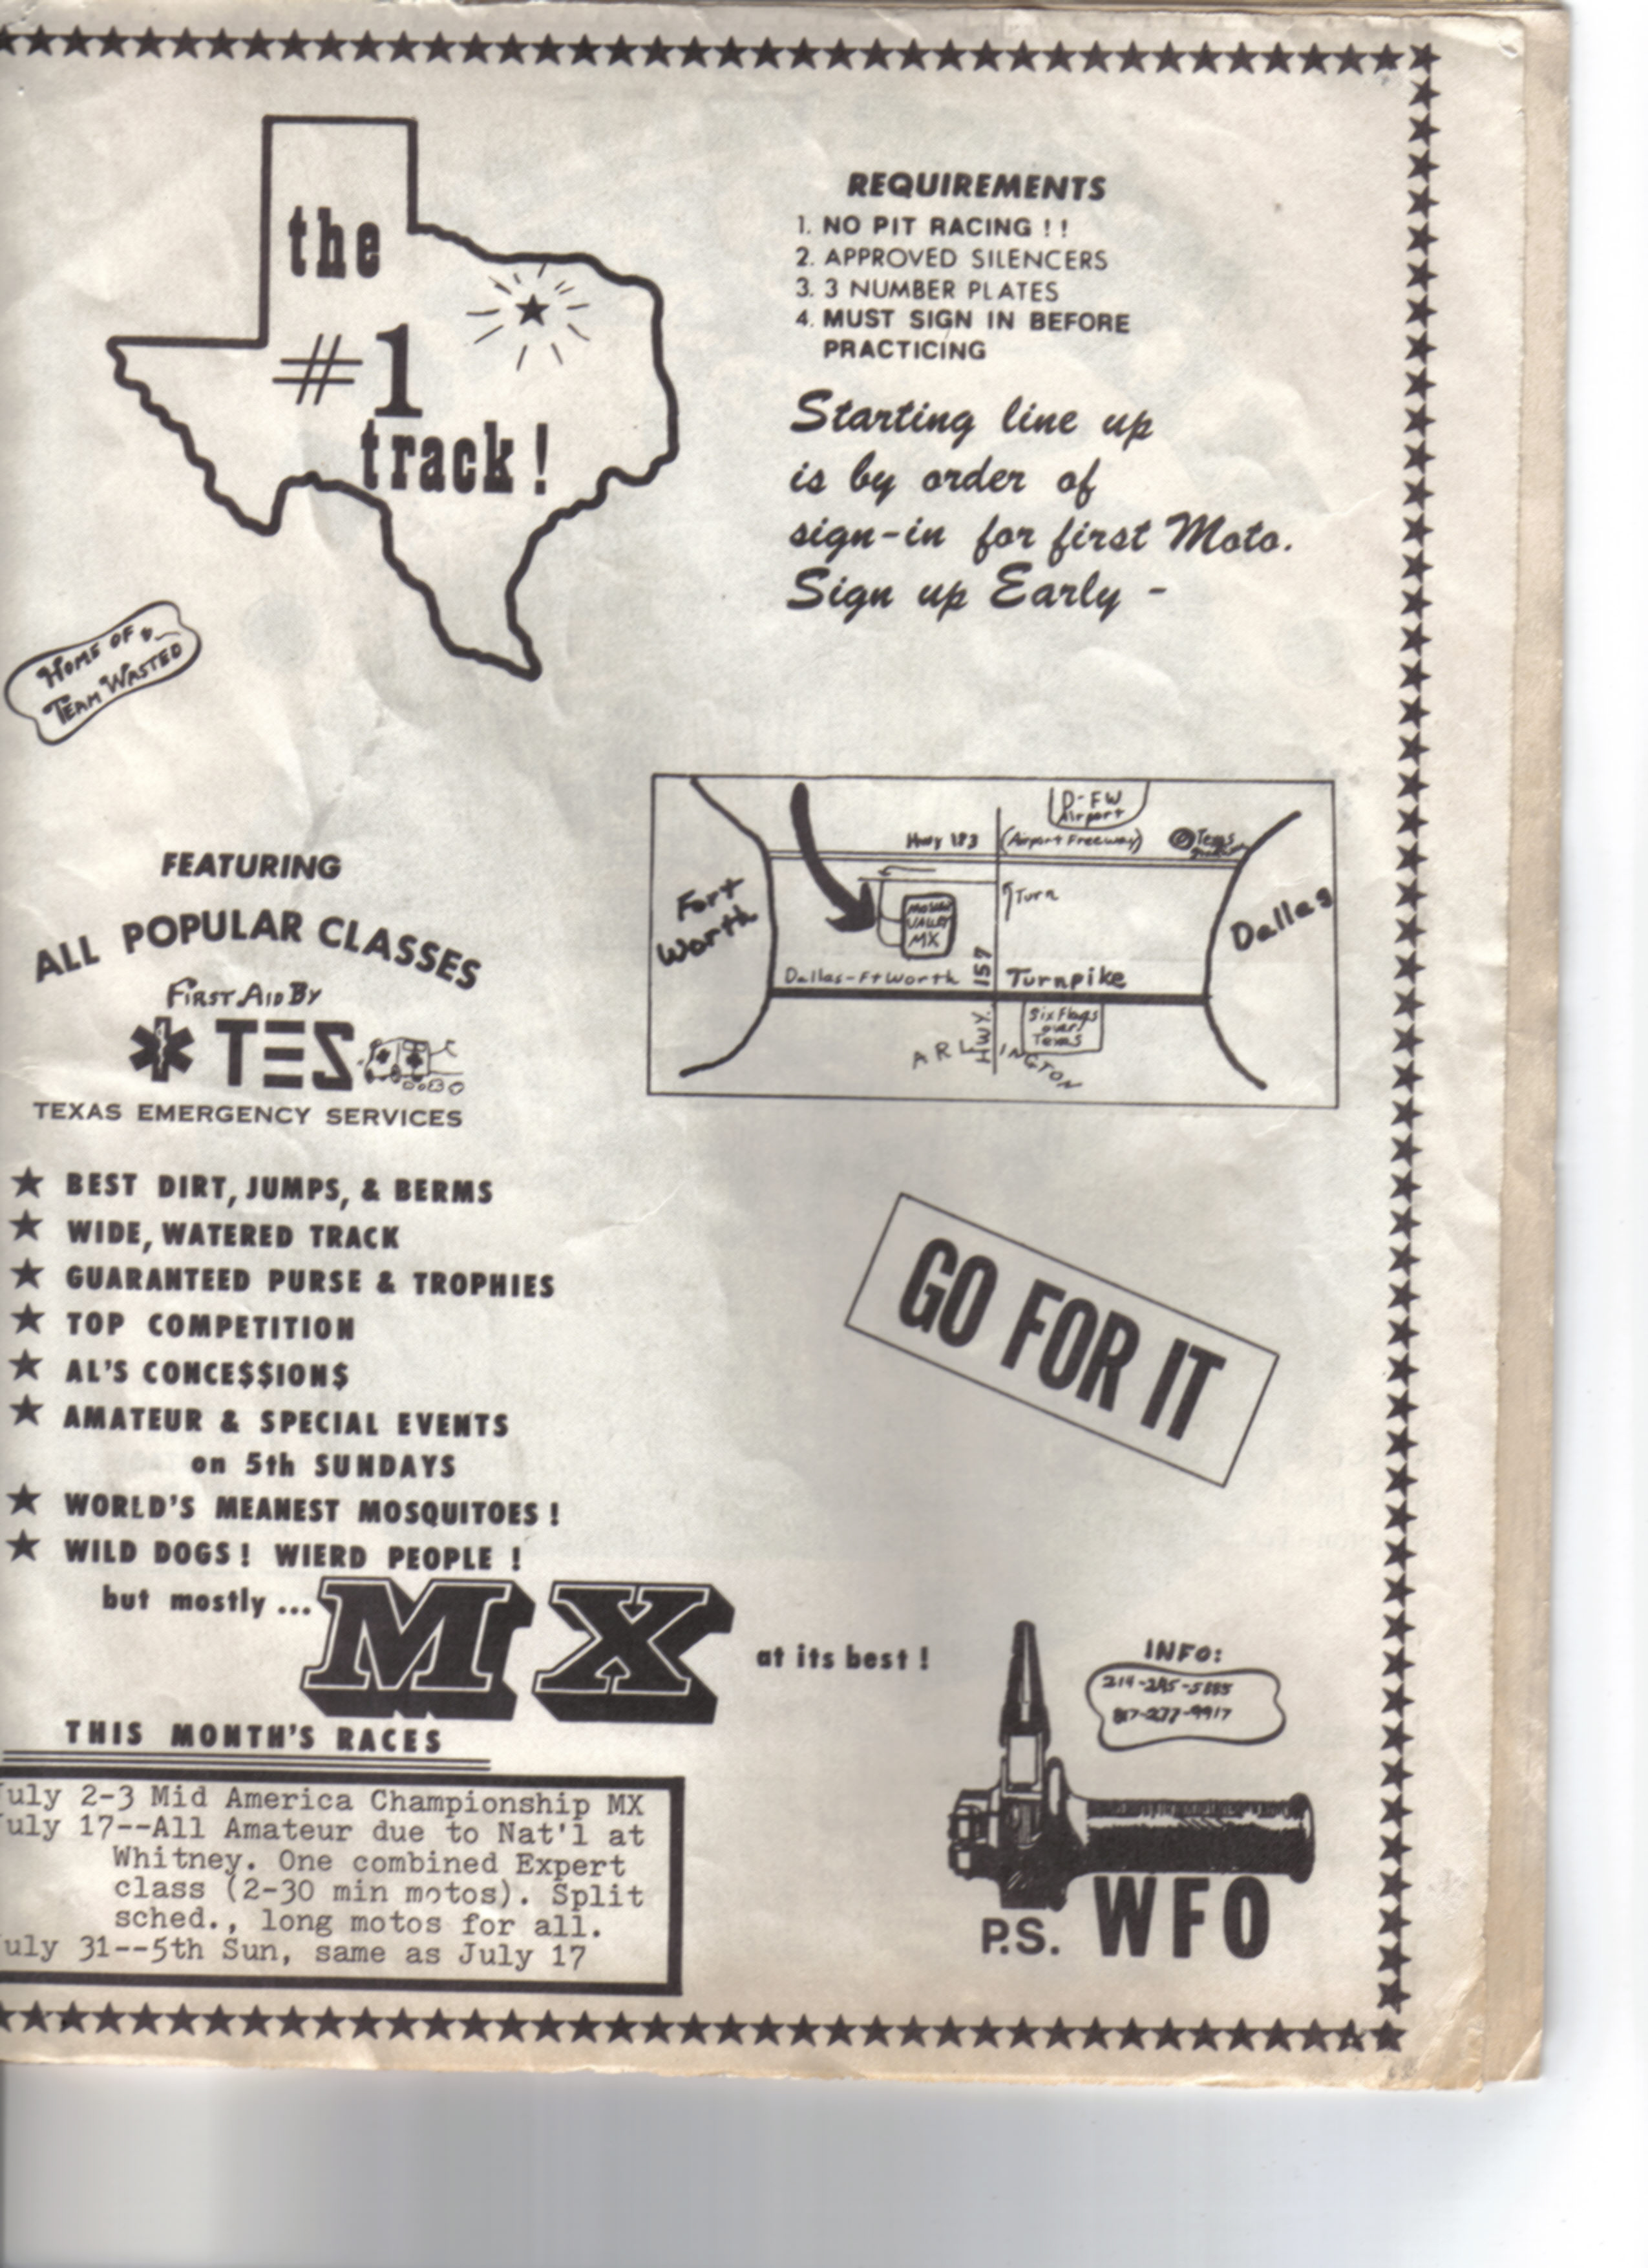 the
#1
track!
REQUIREMENTS
1. NO PIT RACING!!
2. APPROVED SILENCERS
3. 3 NUMBER PLATES
4. MUST SIGN IN BEFORE
PRACTICING
Starting line up
is by order of
sign-in for first Moto.
Sign up Early -
HOME OF
TEAM WASTED
D-FW
Airport
Hwy 183
(Airport Freeway)
Texas
Fort
Worth
Turn
MOSIER
VALLEY
MX
Dallas
Dallas-Ft Worth
Turnpike
HWY. 157
Six Flags
over
Texas
ARLINGTON
FEATURING
ALL POPULAR CLASSES
FIRST AID BY
TES
TEXAS EMERGENCY SERVICES
★ BEST DIRT, JUMPS, & BERMS
★ WIDE, WATERED TRACK
★ GUARANTEED PURSE & TROPHIES
★ TOP COMPETITION
★ AL'S CONCE$$ION$
★ AMATEUR & SPECIAL EVENTS
on 5th SUNDAYS
★ WORLD'S MEANEST MOSQUITOES!
★ WILD DOGS! WIERD PEOPLE!
but mostly... MX at its best!
GO FOR IT
INFO:
817-277-9917
THIS MONTH'S RACES
uly 2-3 Mid America Championship MX
uly 17--All Amateur due to Nat'l at
Whitney. One combined Expert
class (2-30 min motos). Split
sched., long motos for all.
uly 31--5th Sun, same as July 17
P.S. WFO